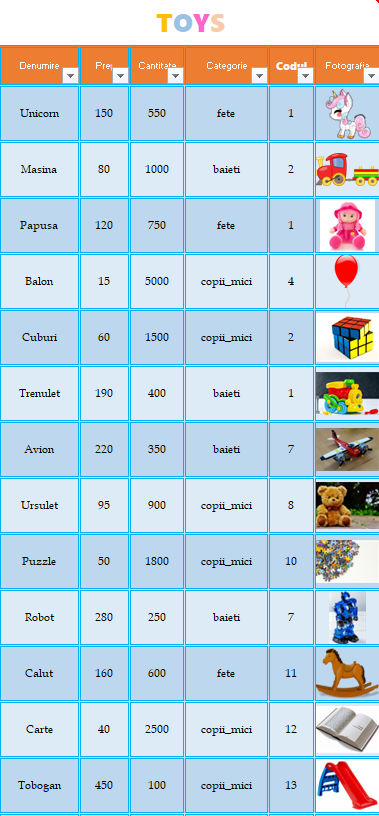 TOYS
Denumire Preț Cantitate Categorie Codul Fotografia
Unicorn 150 550 fete 1
Masina 80 1000 baieti 2
Papusa 120 750 fete 1
Balon 15 5000 copii_mici 4
Cuburi 60 1500 copii_mici 2
Trenulet 190 400 baieti 1
Avion 220 350 baieti 7
Ursulet 95 900 copii_mici 8
Puzzle 50 1800 copii_mici 10
Robot 280 250 baieti 7
Calut 160 600 fete 11
Carte 40 2500 copii_mici 12
Tobogan 450 100 copii_mici 13